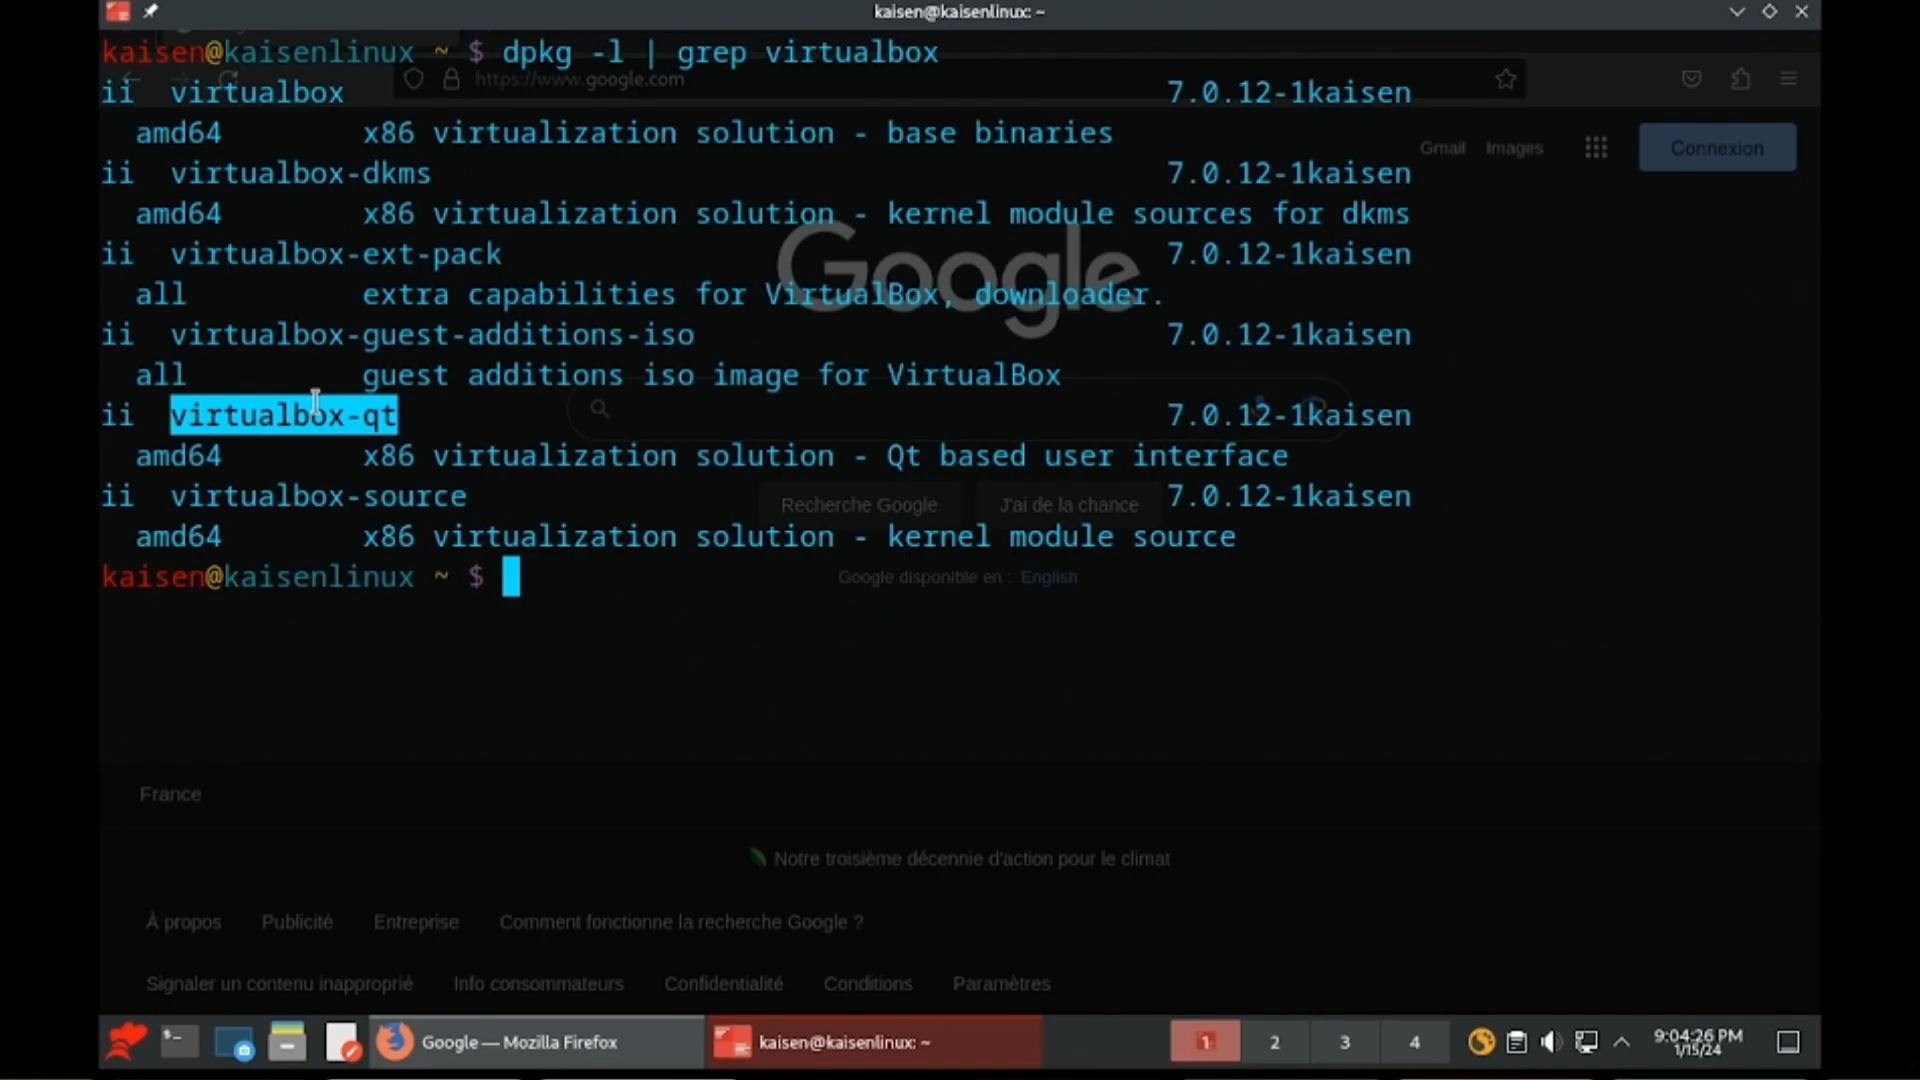 kaisen@kaisenlinux: ~
kaisen@kaisenlinux ~ $ dpkg -l | grep virtualbox
https://www.google.com
ii virtualbox 7.0.12-1kaisen
amd64 x86 virtualization solution - base binaries
Gmail Images Connexion
ii virtualbox-dkms 7.0.12-1kaisen
amd64 x86 virtualization solution - kernel module sources for dkms
ii virtualbox-ext-pack 7.0.12-1kaisen
Google
all extra capabilities for VirtualBox, downloader.
ii virtualbox-guest-additions-iso 7.0.12-1kaisen
all guest additions iso image for VirtualBox
ii virtualbox-qt 7.0.12-1kaisen
amd64 x86 virtualization solution - Qt based user interface
ii virtualbox-source 7.0.12-1kaisen
Recherche Google J'ai de la chance
amd64 x86 virtualization solution - kernel module source
kaisen@kaisenlinux ~ $
Google disponible en : English
France
Notre troisième décennie d'action pour le climat
À propos Publicité Entreprise Comment fonctionne la recherche Google ?
Signaler un contenu inapproprié Info consommateurs Confidentialité Conditions Paramètres
Google — Mozilla Firefox kaisen@kaisenlinux: ~ 1 2 3 4 9:04:26 PM
1/15/24